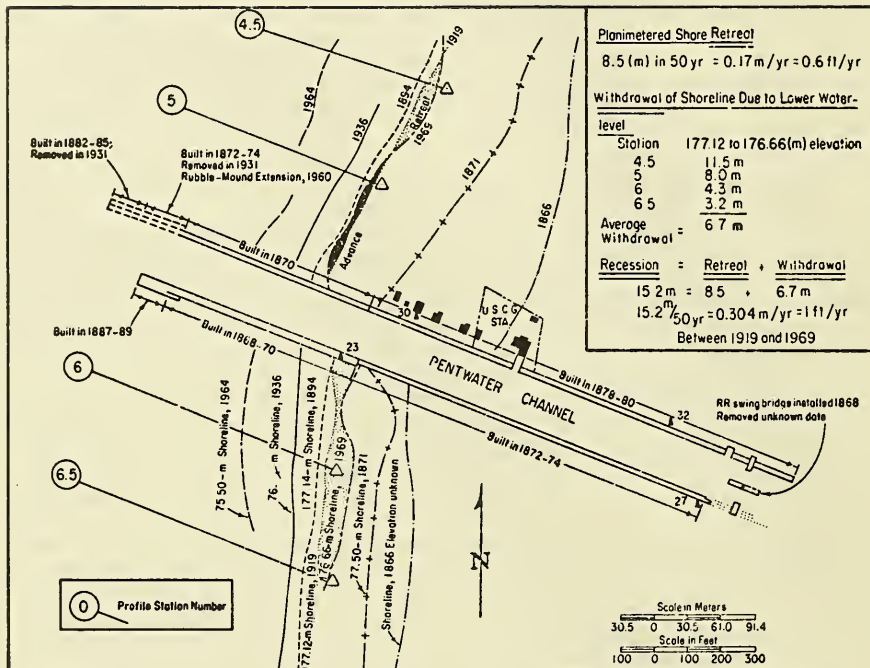 4.5
5
6
6.5
1919
1894
1964
1936
Retreat
1969
1871
1866
Advance
Built in 1882-85;
Removed in 1931
Built in 1872-74
Removed in 1931
Rubble-Mound Extension, 1960
Built in 1870
30
U S C G
STA.
Built in 1887-89
Built in 1868-70
23
PENTWATER CHANNEL
Built in 1878-80
32
Built in 1872-74
27
RR swing bridge installed 1868
Removed unknown date
75.50-m Shoreline, 1964
76. -m Shoreline, 1936
177.14-m Shoreline, 1894
177.12-m Shoreline, 1919
176.66-m Shoreline, 1969
77.50-m Shoreline, 1871
Shoreline, 1866 Elevation unknown
N
0 Profile Station Number
Planimetered Shore Retreat
8.5 (m) in 50 yr = 0.17 m/yr = 0.6 ft/yr
Withdrawal of Shoreline Due to Lower Water-
level
Station 177.12 to 176.66(m) elevation
4.5 11.5 m
5 8.0 m
6 4.3 m
6 5 3.2 m
Average
Withdrawal = 6.7 m
Recession = Retreat + Withdrawal
15.2 m = 8.5 + 6.7 m
15.2 m/50 yr = 0.304 m/yr = 1 ft/yr
Between 1919 and 1969
Scale in Meters
30.5 0 30.5 61.0 91.4
Scale in Feet
100 100 200 300